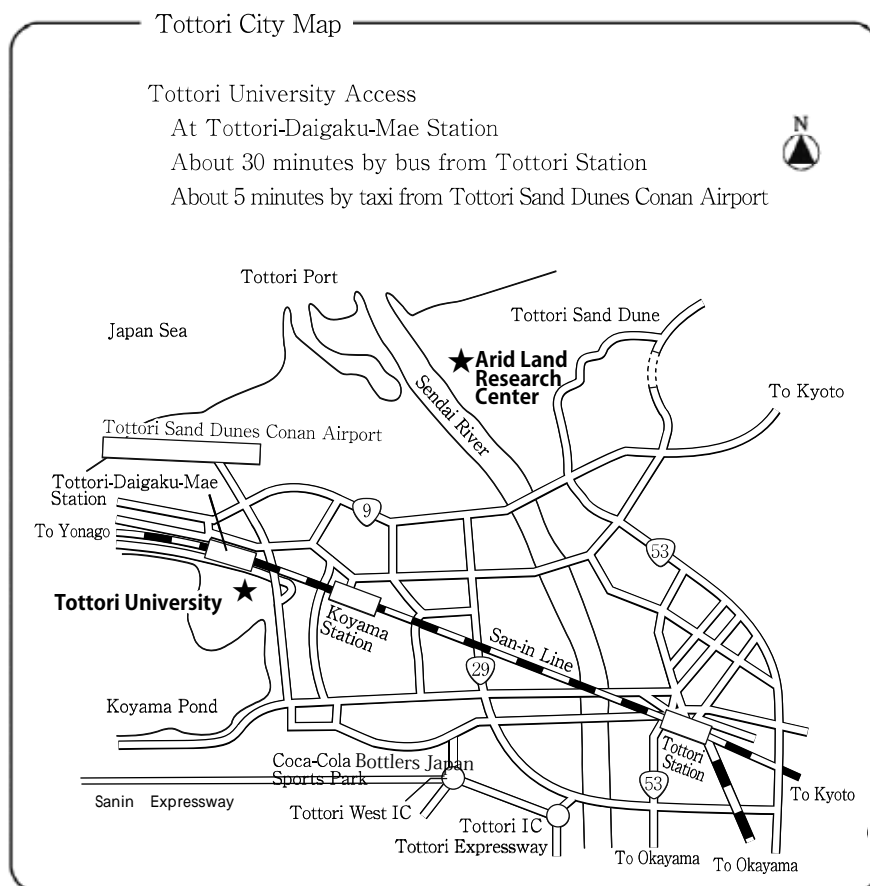 Tottori City Map
Tottori University Access
At Tottori-Daigaku-Mae Station
About 30 minutes by bus from Tottori Station
About 5 minutes by taxi from Tottori Sand Dunes Conan Airport
N
Tottori Port
Tottori Sand Dune
Japan Sea
★Arid Land
Research
Center
Sendai River
To Kyoto
Tottori Sand Dunes Conan Airport
Tottori-Daigaku-Mae
Station
9
53
To Yonago
Tottori University ★
Koyama
Station
San-in Line
29
Koyama Pond
Tottori
Station
Coca-Cola Bottlers Japan
Sports Park
53
To Kyoto
Sanin Expressway
Tottori West IC
Tottori IC
Tottori Expressway
To Okayama
To Okayama